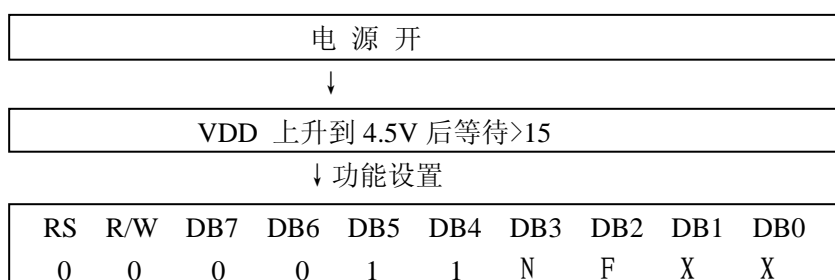 电 源 开
↓
VDD 上升到 4.5V 后等待>15
↓功能设置
RS R/W DB7 DB6 DB5 DB4 DB3 DB2 DB1 DB0
0 0 0 0 1 1 N F X X